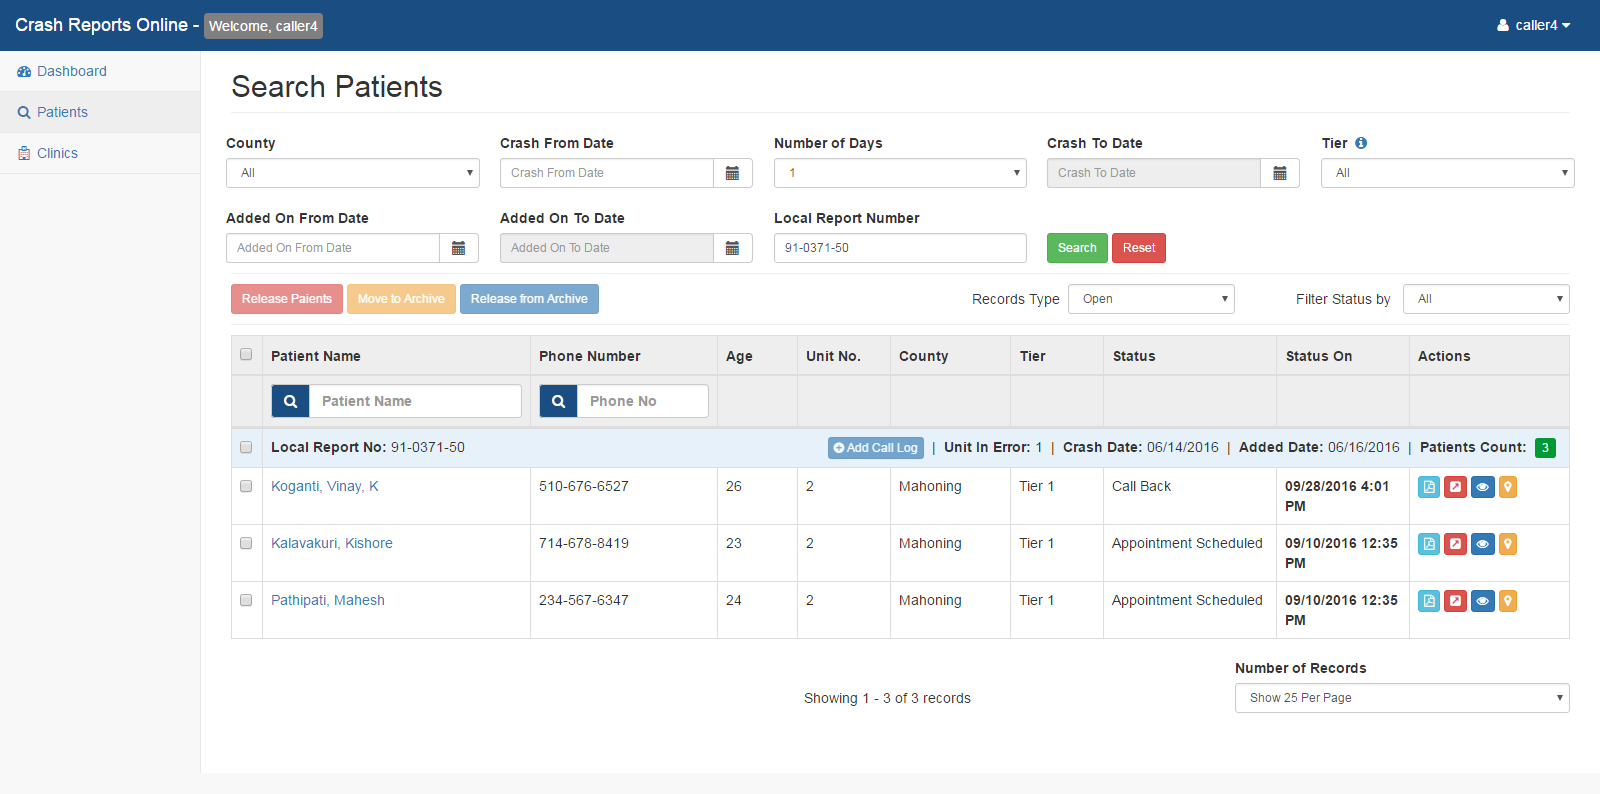 Crash Reports Online - Welcome, caller4
caller4
Dashboard
Patients
Clinics
Search Patients
County
Crash From Date
Number of Days
Crash To Date
Tier
All
Crash From Date
1
Crash To Date
All
Added On From Date
Added On To Date
Local Report Number
Added On From Date
Added On To Date
91-0371-50
Search
Reset
Release Paients
Move to Archive
Release from Archive
Records Type
Open
Filter Status by
All
Patient Name Phone Number Age Unit No. County Tier Status Status On Actions
Patient Name
Phone No
Local Report No: 91-0371-50 Add Call Log | Unit In Error: 1 | Crash Date: 06/14/2016 | Added Date: 06/16/2016 | Patients Count: 3
Koganti, Vinay, K 510-676-6527 26 2 Mahoning Tier 1 Call Back 09/28/2016 4:01
PM
Kalavakuri, Kishore 714-678-8419 23 2 Mahoning Tier 1 Appointment Scheduled 09/10/2016 12:35
PM
Pathipati, Mahesh 234-567-6347 24 2 Mahoning Tier 1 Appointment Scheduled 09/10/2016 12:35
PM
Number of Records
Showing 1 - 3 of 3 records
Show 25 Per Page